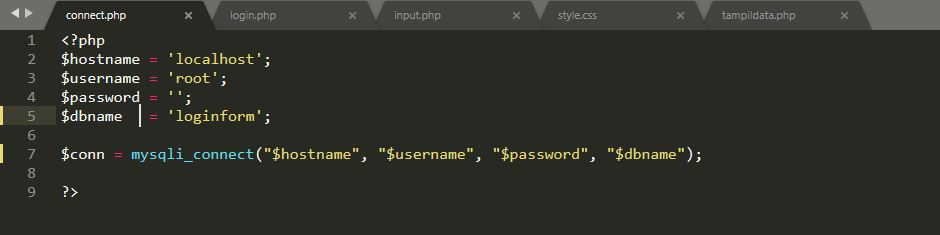 connect.php login.php input.php style.css tampildata.php
1 <?php
2 $hostname = 'localhost';
3 $username = 'root';
4 $password = '';
5 $dbname   = 'loginform';
6
7 $conn = mysqli_connect("$hostname", "$username", "$password", "$dbname");
8
9 ?>